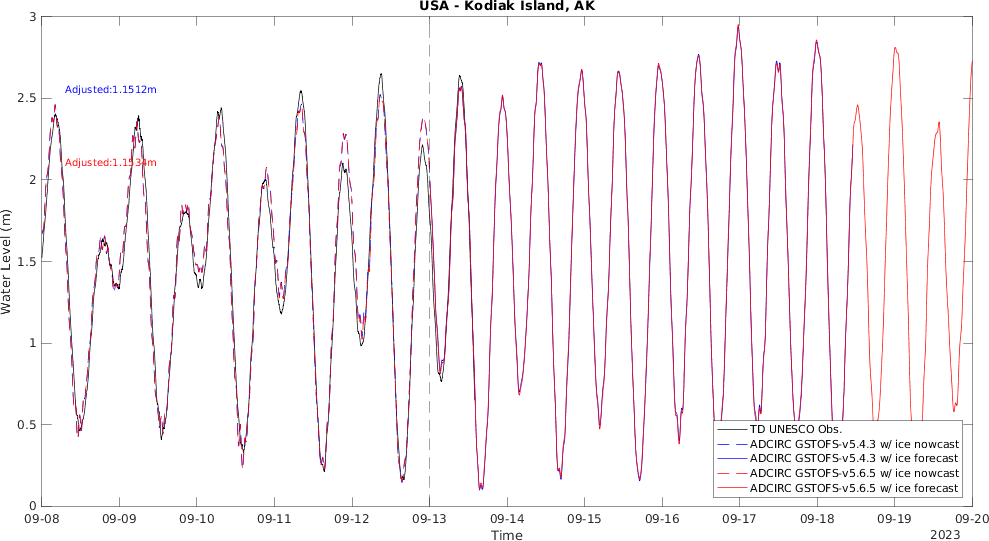 USA - Kodiak Island, AK
3
2.5
2
1.5
1
0.5
0
Water Level (m)
Adjusted:1.1512m
Adjusted:1.1534m
TD UNESCO Obs.
ADCIRC GSTOFS-v5.4.3 w/ ice nowcast
ADCIRC GSTOFS-v5.4.3 w/ ice forecast
ADCIRC GSTOFS-v5.6.5 w/ ice nowcast
ADCIRC GSTOFS-v5.6.5 w/ ice forecast
09-08 09-09 09-10 09-11 09-12 09-13 09-14 09-15 09-16 09-17 09-18 09-19 09-20
Time
2023